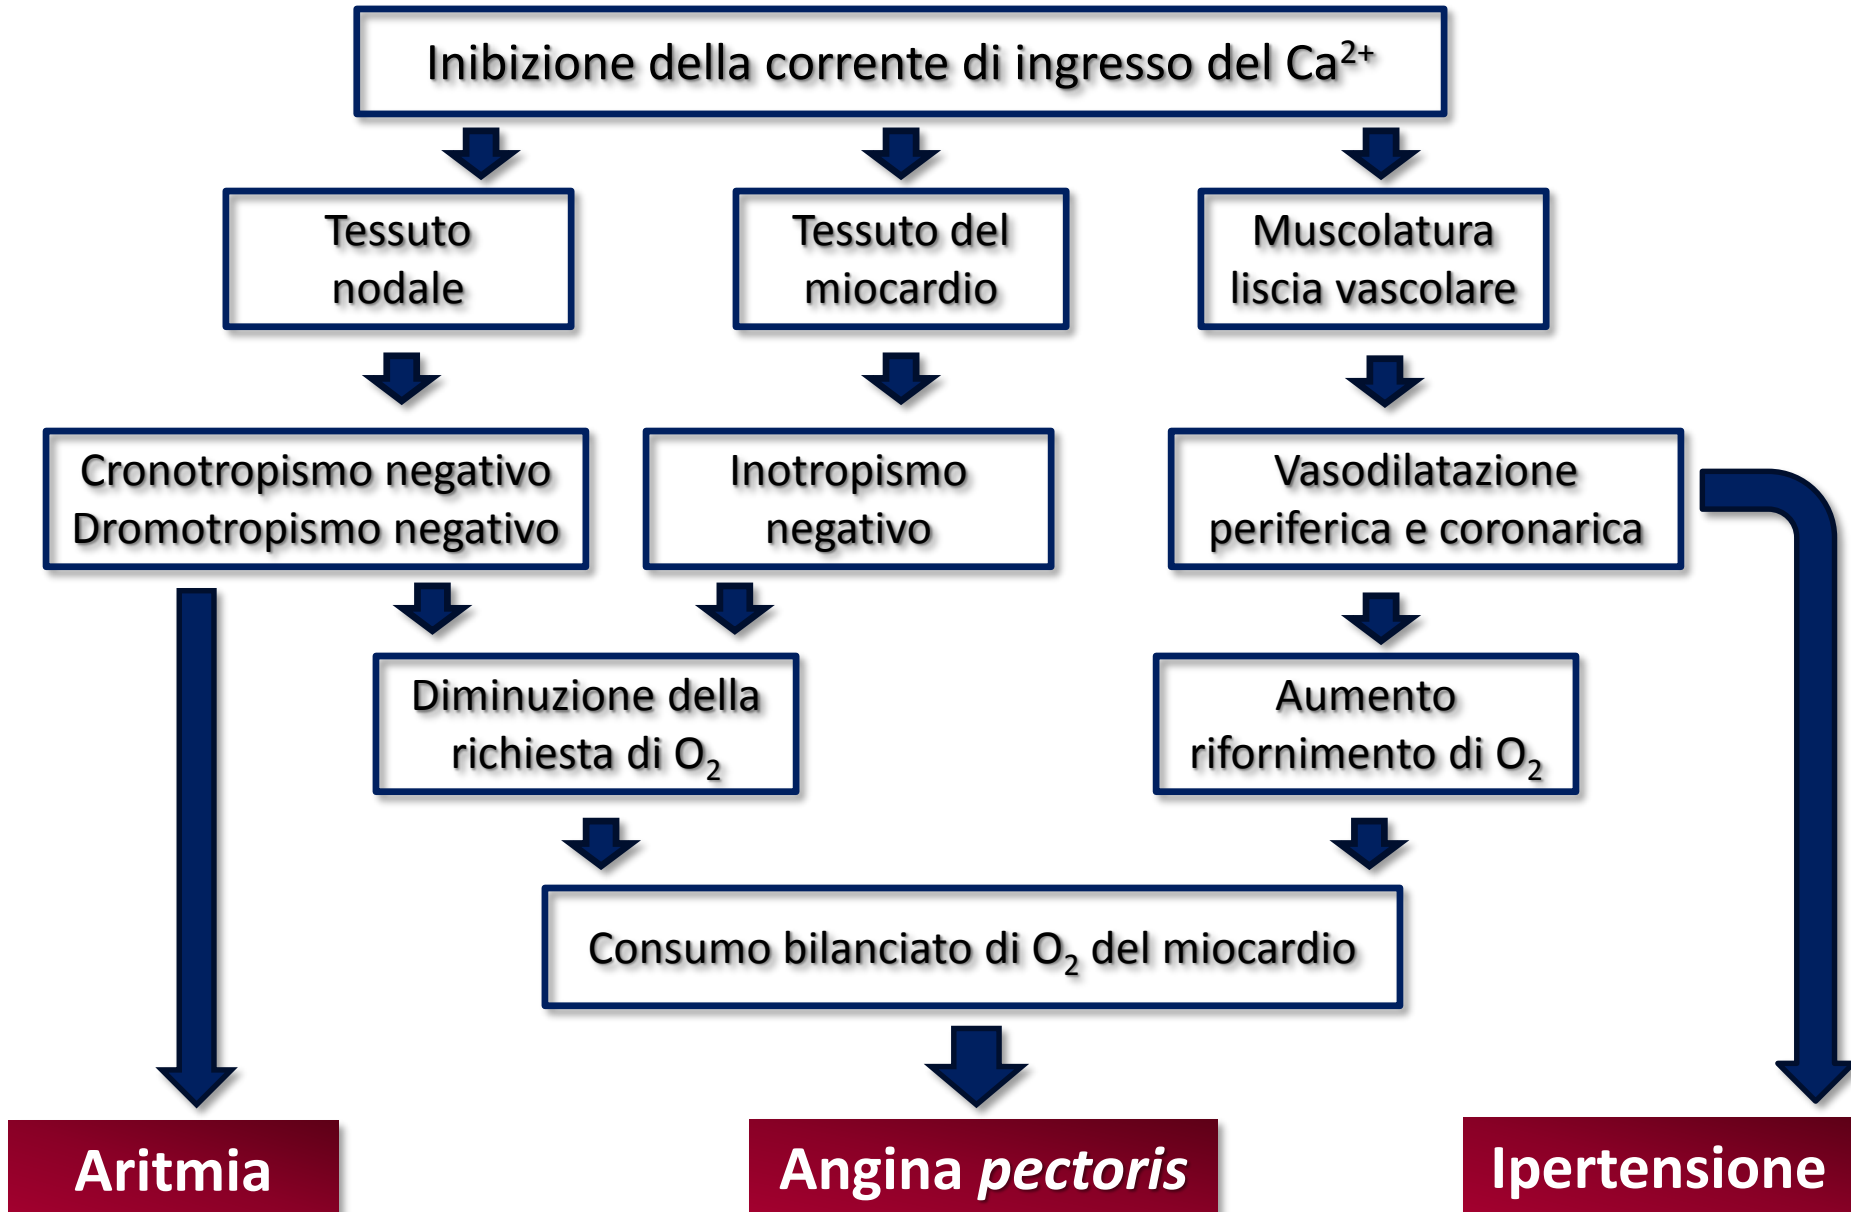 Inibizione della corrente di ingresso del Ca²⁺
Tessuto
nodale
Tessuto del
miocardio
Muscolatura
liscia vascolare
Cronotropismo negativo
Dromotropismo negativo
Inotropismo
negativo
Vasodilatazione
periferica e coronarica
Diminuzione della
richiesta di O₂
Aumento
rifornimento di O₂
Consumo bilanciato di O₂ del miocardio
Aritmia
Angina pectoris
Ipertensione